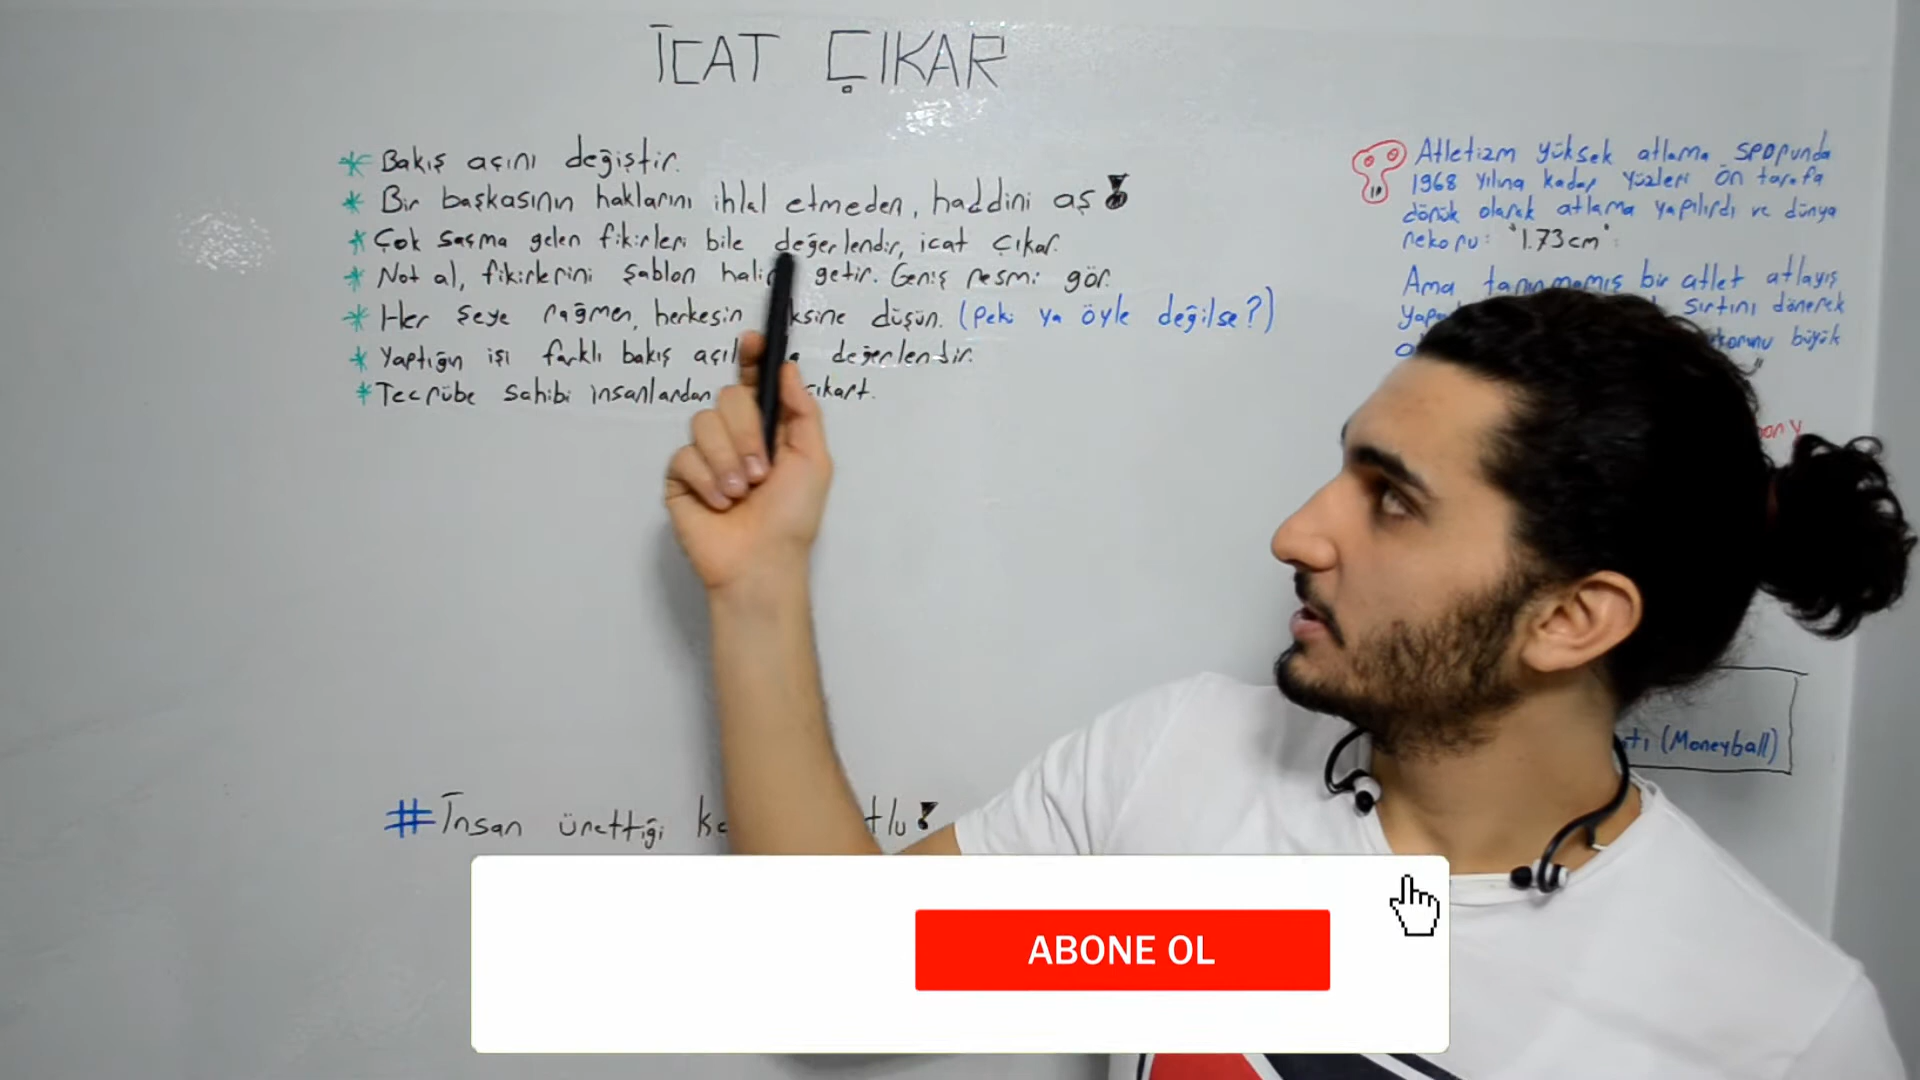 İCAT ÇIKAR
* Bakış açını değiştir.
* Bir başkasının haklarını ihlal etmeden, haddini aş!
* Çok saçma gelen fikirleri bile değerlendir, icat çıkar.
* Not al, fikirlerini şablon getir. Geniş resmi gör.
* Her şeye rağmen, herkesin düşün. (Peki ya öyle değilse?)
* Yaptığın işi farklı bakış değerlendir.
* Tecrübe sahibi insanlardan çıkart.
Atletizm yüksek atlama sporunda
1968 yılına kadar yüzleri ön tarafa
dönük olarak atlama yapılırdı ve dünya
rekoru: "1.73cm".
Ama tanınmamış bir atlet atlayış
sırtını dönerek
büyük
(Moneyball)
# İnsan ürettiği
ABONE OL